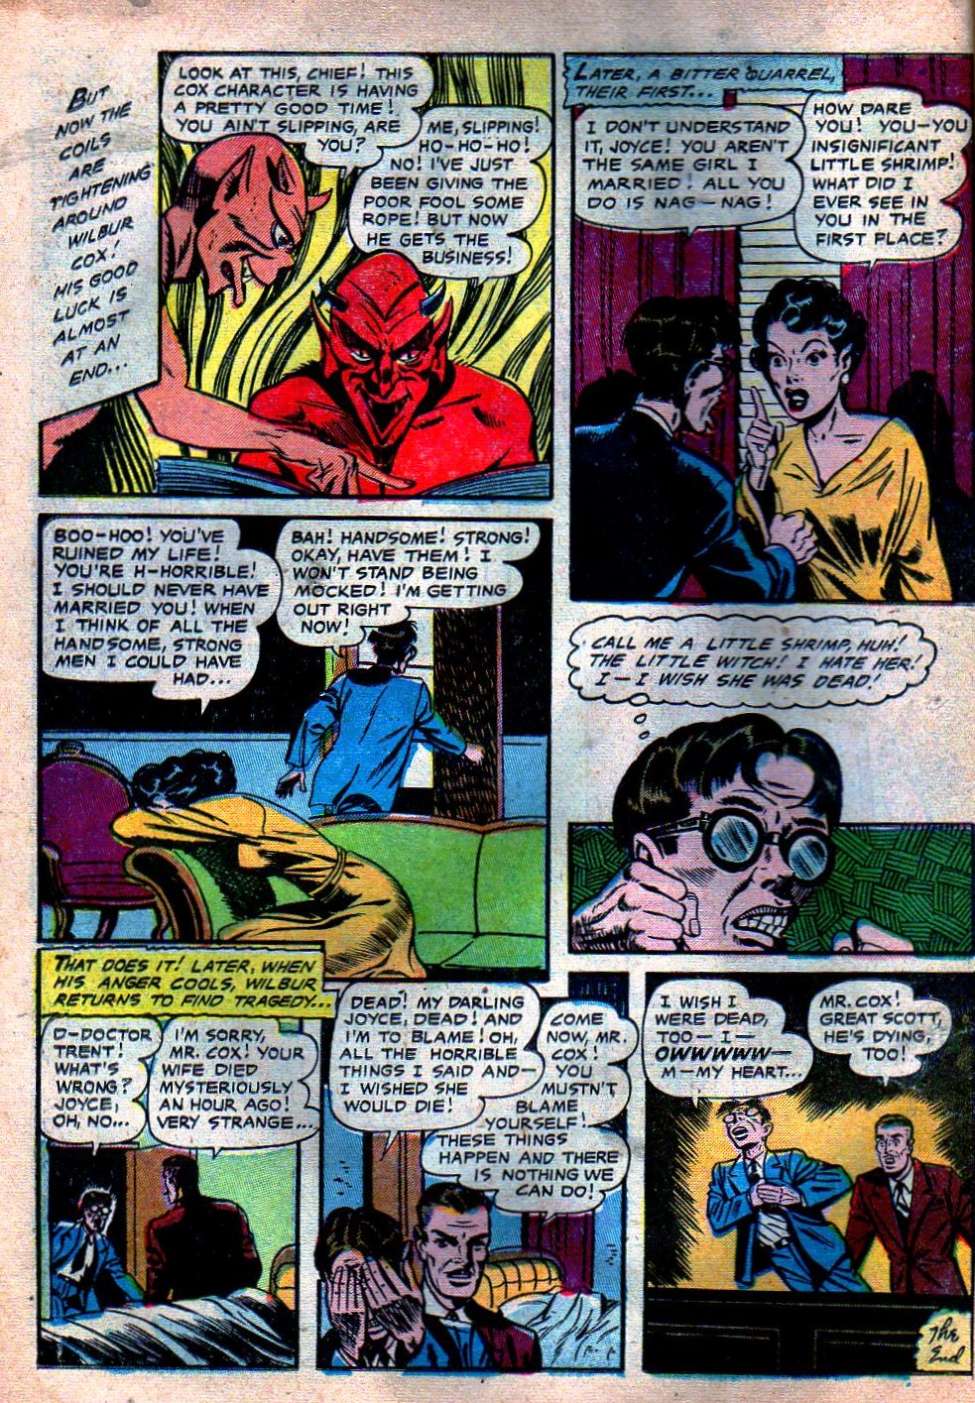 BUT
NOW THE
COILS
ARE
TIGHTENING
AROUND
WILBUR
COX!
HIS GOOD
LUCK IS
ALMOST
AT AN
END...
LOOK AT THIS, CHIEF! THIS
COX CHARACTER IS HAVING
A PRETTY GOOD TIME!
YOU AIN'T SLIPPING, ARE
YOU?
ME, SLIPPING!
HO-HO-HO!
NO! I'VE JUST
BEEN GIVING THE
POOR FOOL SOME
ROPE! BUT NOW
HE GETS THE
BUSINESS!
LATER, A BITTER QUARREL,
THEIR FIRST...
I DON'T UNDERSTAND
IT, JOYCE! YOU AREN'T
THE SAME GIRL I
MARRIED! ALL YOU
DO IS NAG—NAG!
HOW DARE
YOU! YOU—YOU
INSIGNIFICANT
LITTLE SHRIMP!
WHAT DID I
EVER SEE IN
YOU IN THE
FIRST PLACE?
BOO-HOO! YOU'VE
RUINED MY LIFE!
YOU'RE H-HORRIBLE!
I SHOULD NEVER HAVE
MARRIED YOU! WHEN
I THINK OF ALL THE
HANDSOME, STRONG
MEN I COULD HAVE
HAD...
BAH! HANDSOME! STRONG!
OKAY, HAVE THEM! I
WON'T STAND BEING
MOCKED! I'M GETTING
OUT RIGHT
NOW!
CALL ME A LITTLE SHRIMP, HUH!
THE LITTLE WITCH! I HATE HER!
I—I WISH SHE WAS DEAD!
THAT DOES IT! LATER, WHEN
HIS ANGER COOLS, WILBUR
RETURNS TO FIND TRAGEDY...
D-DOCTOR
TRENT!
WHAT'S
WRONG?
JOYCE,
OH, NO...
I'M SORRY,
MR. COX! YOUR
WIFE DIED
MYSTERIOUSLY
AN HOUR AGO!
VERY STRANGE...
DEAD! MY DARLING
JOYCE, DEAD! AND
I'M TO BLAME! OH,
ALL THE HORRIBLE
THINGS I SAID AND—
I WISHED SHE
WOULD DIE!
COME
NOW, MR.
COX!
YOU
MUSTN'T
BLAME
YOURSELF!
THESE THINGS
HAPPEN AND THERE
IS NOTHING WE
CAN DO!
I WISH I
WERE DEAD,
TOO— I—
OWWWWW—
M—MY HEART...
MR. COX!
GREAT SCOTT,
HE'S DYING,
TOO!
The
End